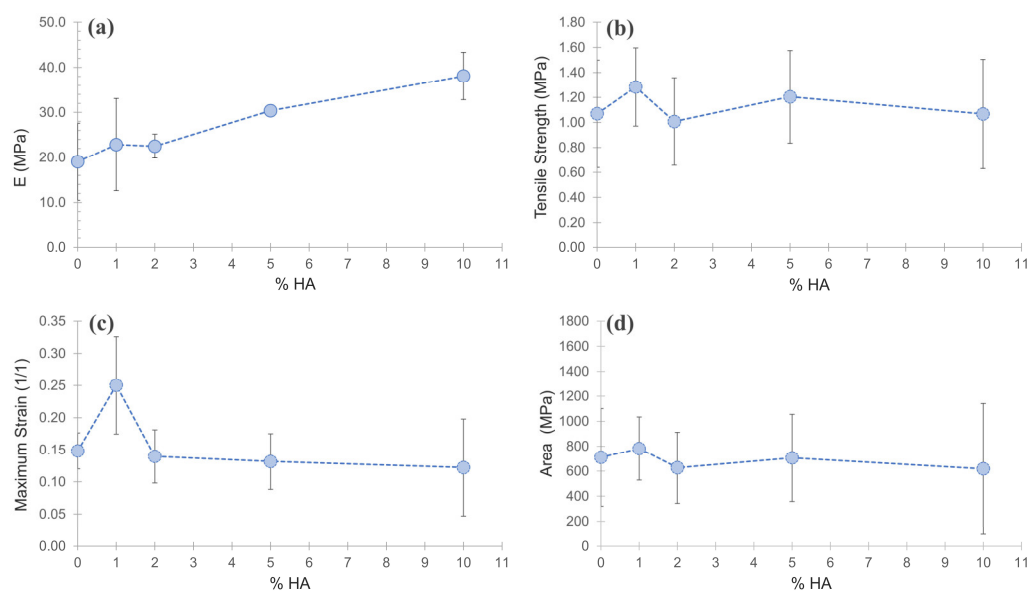 (a)
E (MPa)
50.0
40.0
30.0
20.0
10.0
0.0
0 1 2 3 4 5 6 7 8 9 10 11
% HA
(b)
Tensile Strength (MPa)
1.80
1.60
1.40
1.20
1.00
0.80
0.60
0.40
0.20
0.00
0 1 2 3 4 5 6 7 8 9 10 11
% HA
(c)
Maximum Strain (1/1)
0.35
0.30
0.25
0.20
0.15
0.10
0.05
0.00
0 1 2 3 4 5 6 7 8 9 10 11
% HA
(d)
Area (MPa)
1800
1600
1400
1200
1000
800
600
400
200
0
0 1 2 3 4 5 6 7 8 9 10 11
% HA